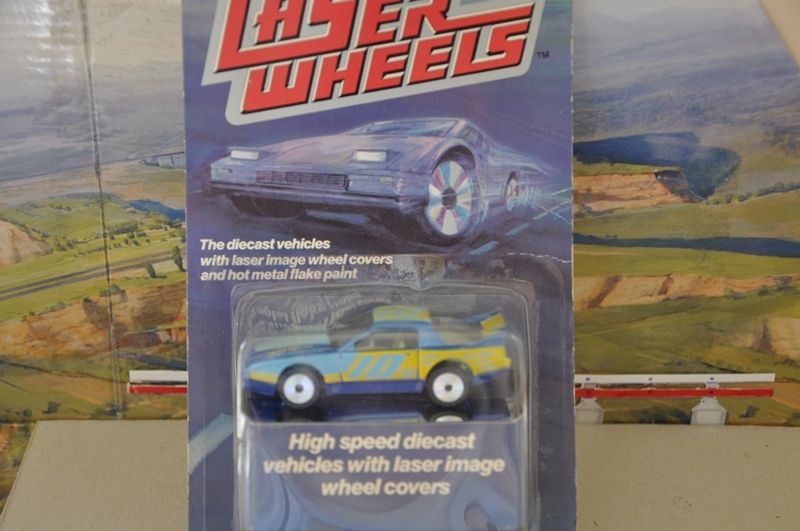 LASER
WHEELS
TM
The diecast vehicles
with laser image wheel covers
and hot metal flake paint
10
High speed diecast
vehicles with laser image
wheel covers